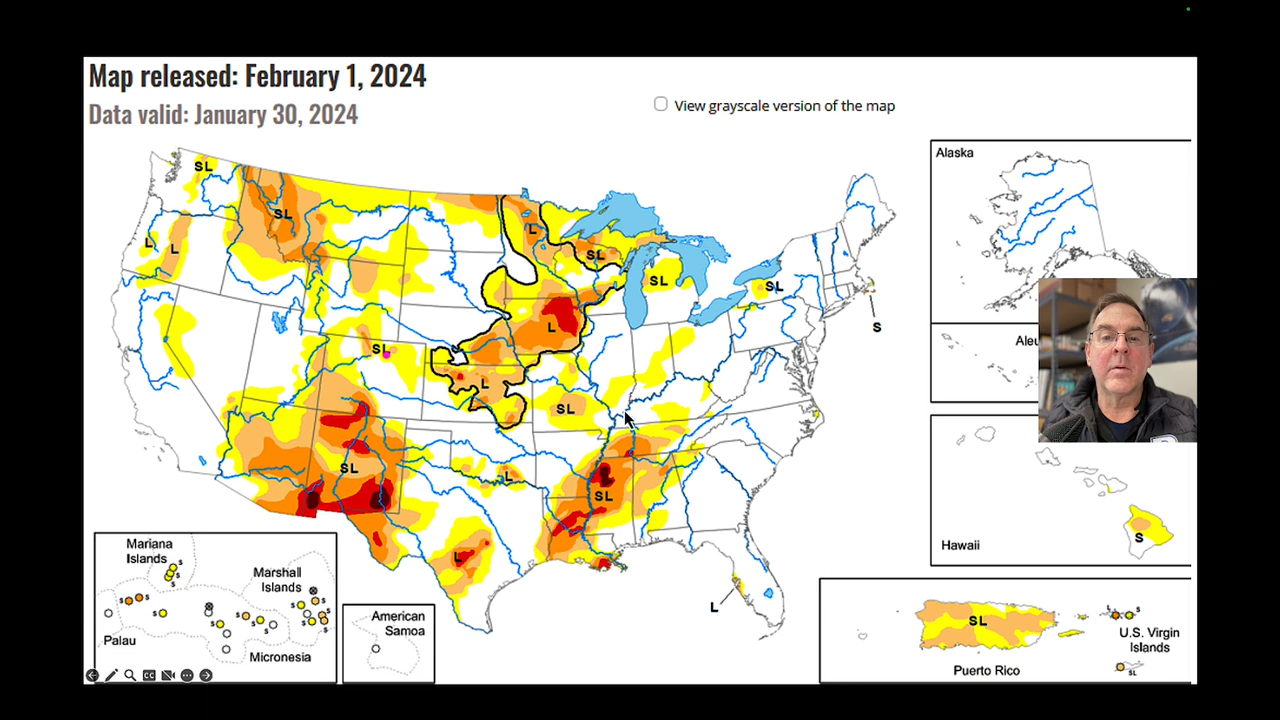 Map released: February 1, 2024
Data valid: January 30, 2024
View grayscale version of the map
Alaska
SL
SL
L
L
L
SL
SL
SL
S
L
SL
Aleu
L
SL
SL
L
SL
SL
L
Hawaii
S
L
L
Mariana
Islands
S
S
S
Marshall
Islands
S
S
S
S
S
S
S
S
S
S
Palau
Micronesia
American
Samoa
SL
L
S
U.S. Virgin
Islands
SL
Puerto Rico
CC